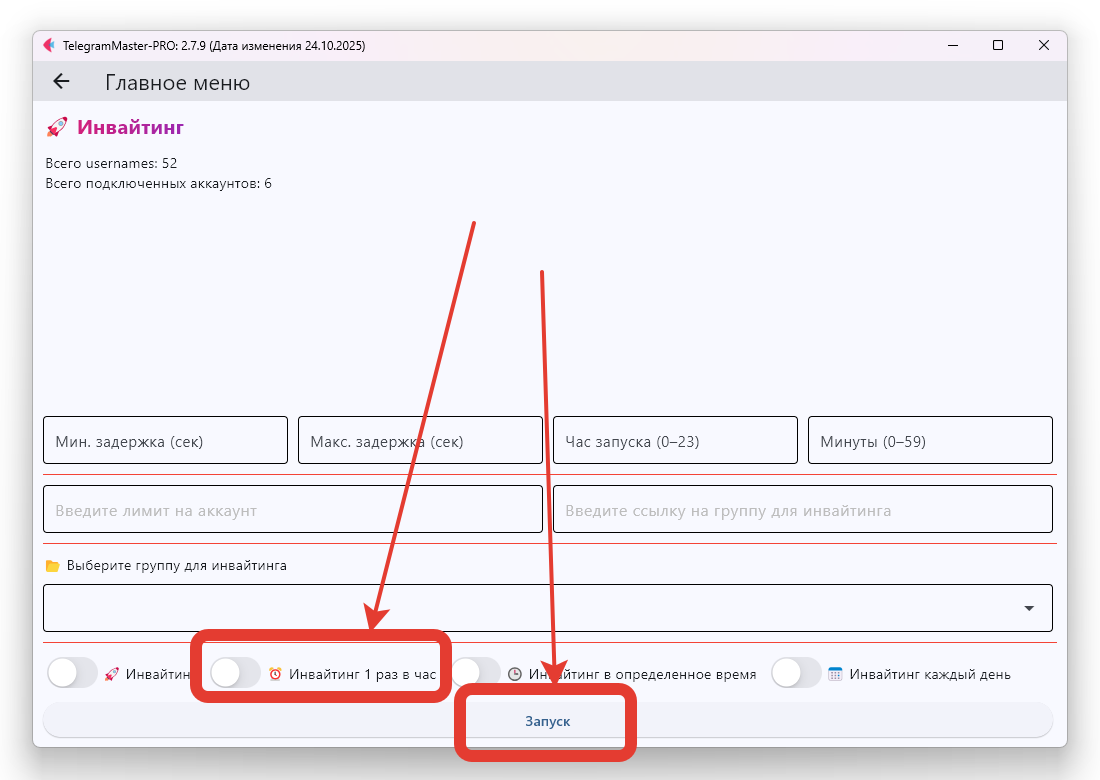 TelegramMaster-PRO: 2.7.9 (Дата изменения 24.10.2025)
Главное меню
Инвайтинг
Всего usernames: 52
Всего подключенных аккаунтов: 6
Мин. задержка (сек)
Макс. задержка (сек)
Час запуска (0–23)
Минуты (0–59)
Введите лимит на аккаунт
Введите ссылку на группу для инвайтинга
Выберите группу для инвайтинга
Инвайтин
Инвайтинг 1 раз в час
Инвайтинг в определенное время
Инвайтинг каждый день
Запуск